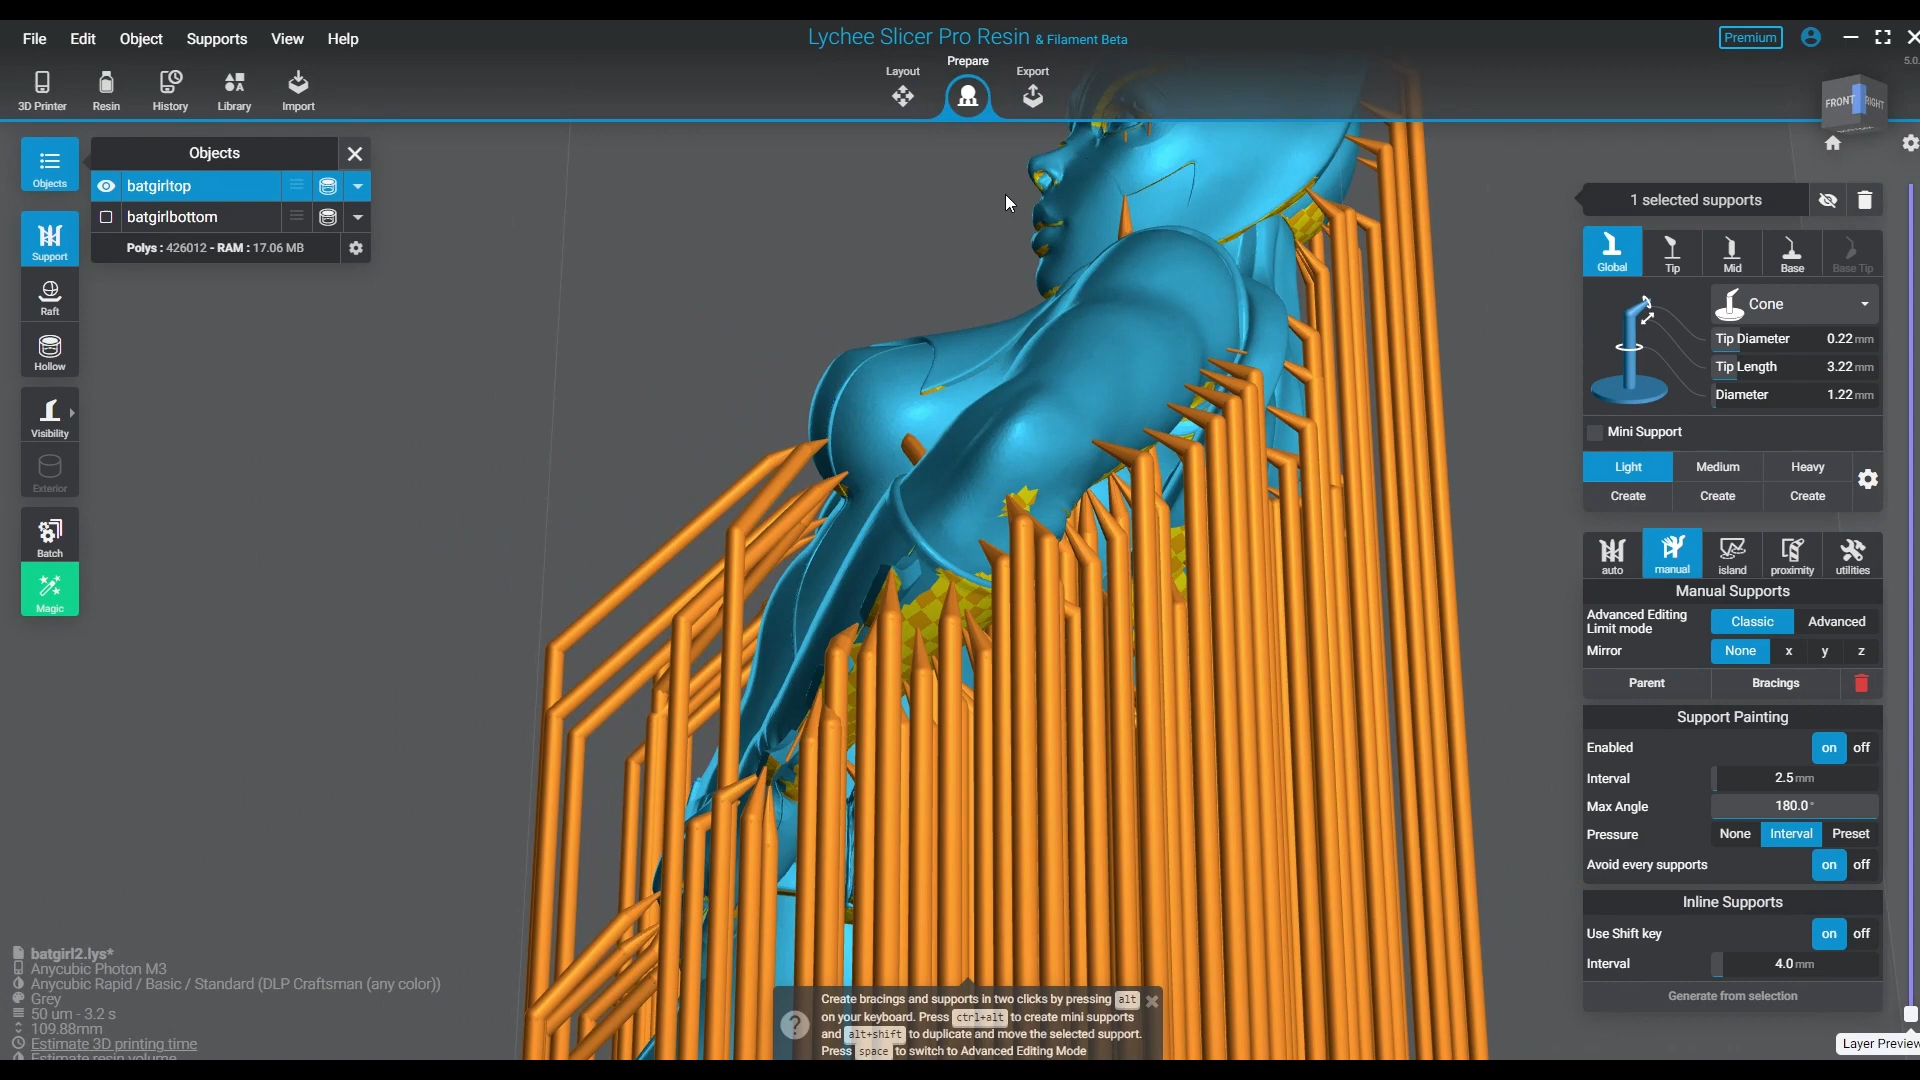 File Edit Object Supports View Help
Lychee Slicer Pro Resin & Filament Beta
Premium
5.0.
3D Printer Resin History Library Import
Layout Prepare Export
FRONT RIGHT
Objects
Objects
batgirltop
batgirlbottom
Polys : 426012 - RAM : 17.06 MB
Support
Raft
Hollow
Visibility
Exterior
Batch
Magic
1 selected supports
Global Tip Mid Base Base Tip
Cone
Tip Diameter 0.22 mm
Tip Length 3.22 mm
Diameter 1.22 mm
Mini Support
Light Medium Heavy
Create Create Create
auto manual island proximity utilities
Manual Supports
Advanced Editing
Limit mode Classic Advanced
Mirror None x y z
Parent Bracings
Support Painting
Enabled on off
Interval 2.5 mm
Max Angle 180.0 °
Pressure None Interval Preset
Avoid every supports on off
Inline Supports
Use Shift key on off
Interval 4.0 mm
Generate from selection
Layer Preview
batgirl2.lys*
Anycubic Photon M3
Anycubic Rapid / Basic / Standard (DLP Craftsman (any color))
Grey
50 um - 3.2 s
109.88mm
Estimate 3D printing time
Estimate resin volume
Create bracings and supports in two clicks by pressing alt
on your keyboard. Press ctrl+alt to create mini supports
and alt+shift to duplicate and move the selected support.
Press space to switch to Advanced Editing Mode